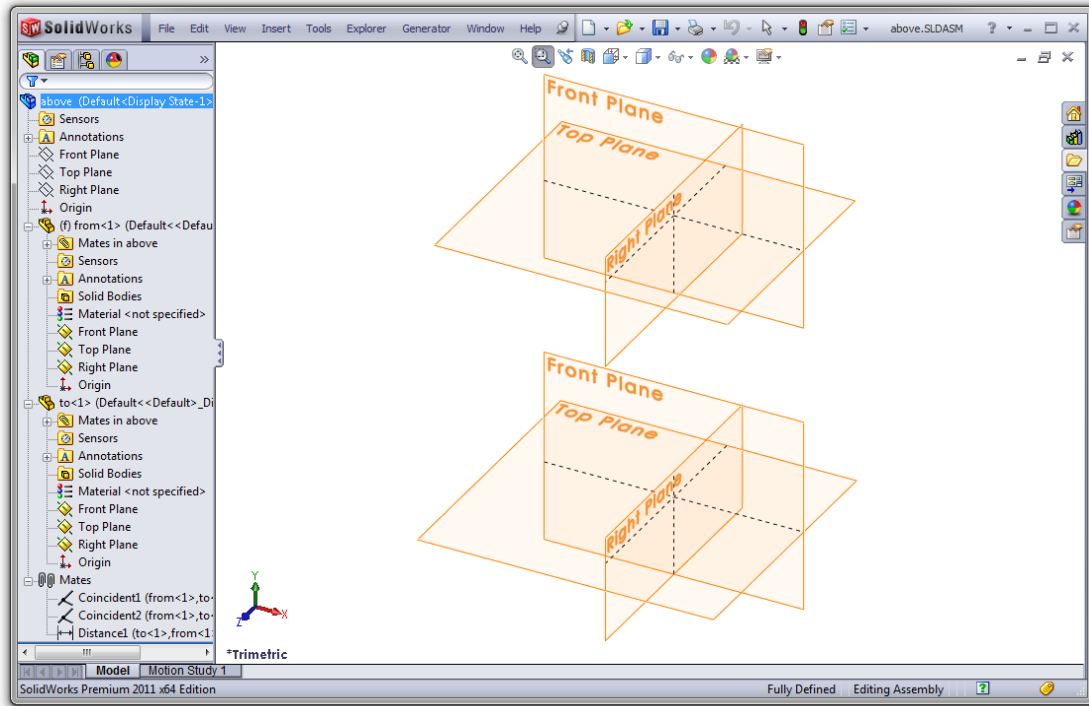 SolidWorks File Edit View Insert Tools Explorer Generator Window Help above.SLDASM ?
above (Default<Display State-1>
Sensors
Annotations
Front Plane
Top Plane
Right Plane
Origin
(f) from<1> (Default<<Defau
Mates in above
Sensors
Annotations
Solid Bodies
Material <not specified>
Front Plane
Top Plane
Right Plane
Origin
to<1> (Default<<Default>_Di
Mates in above
Sensors
Annotations
Solid Bodies
Material <not specified>
Front Plane
Top Plane
Right Plane
Origin
Mates
Coincident1 (from<1>,to‹
Coincident2 (from<1>,to‹
Distance1 (to<1>,from<1
Front Plane
Top Plane
Right Plane
Front Plane
Top Plane
Right Plane
Y
X
Z
*Trimetric
Model Motion Study 1
SolidWorks Premium 2011 x64 Edition Fully Defined Editing Assembly ?